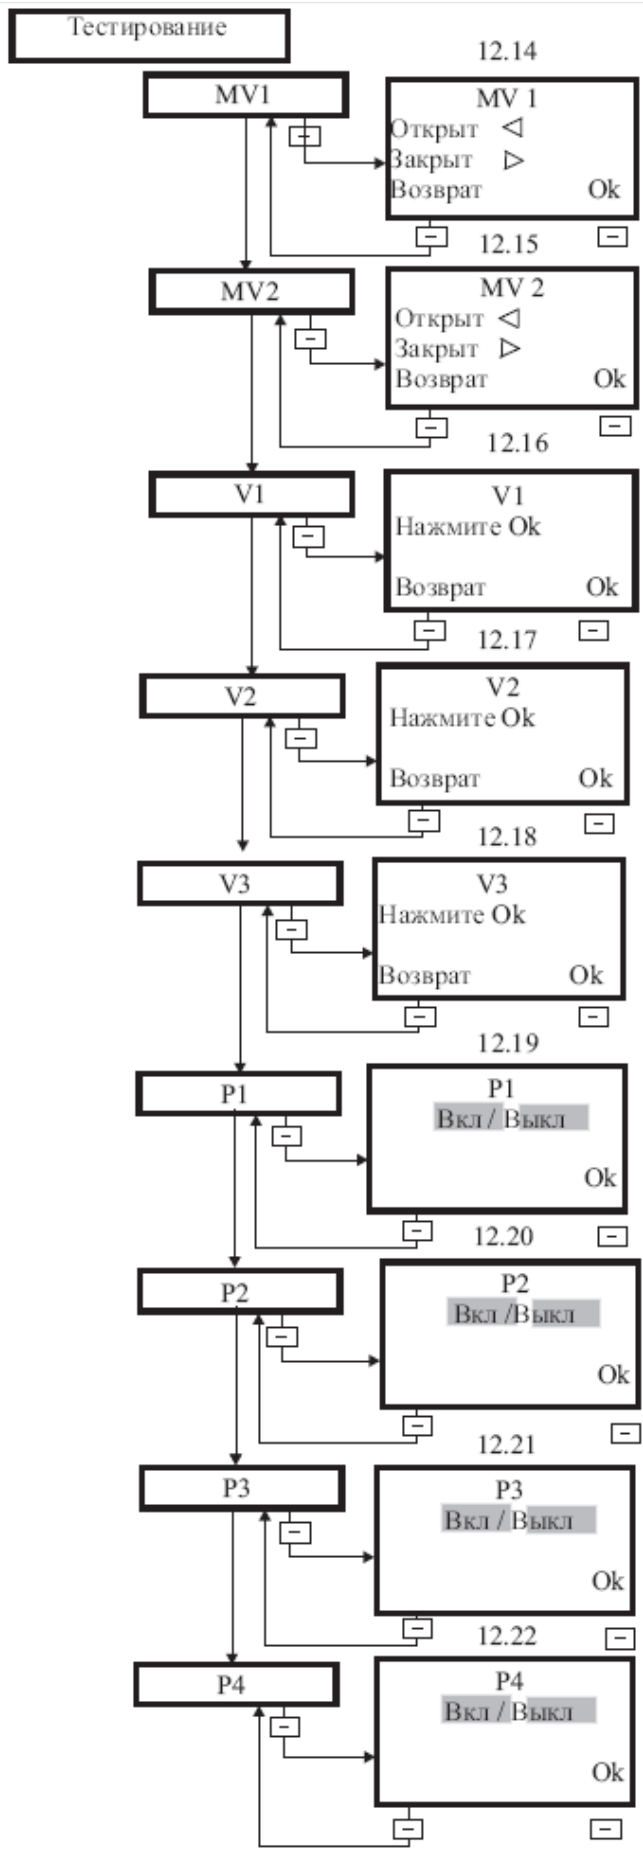 Тестирование
12.14
MV1
MV 1
Открыт ◁
Закрыт ▷
Возврат Ok
12.15
MV2
MV 2
Открыт ◁
Закрыт ▷
Возврат Ok
12.16
V1
V1
Нажмите Ok
Возврат Ok
12.17
V2
V2
Нажмите Ok
Возврат Ok
12.18
V3
V3
Нажмите Ok
Возврат Ok
12.19
P1
P1
Вкл / Выкл
Ok
12.20
P2
P2
Вкл /Выкл
Ok
12.21
P3
P3
Вкл / Выкл
Ok
12.22
P4
P4
Вкл / Выкл
Ok